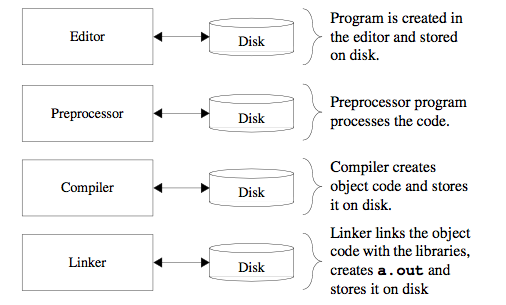 Editor
Disk
Program is created in
the editor and stored
on disk.
Preprocessor
Disk
Preprocessor program
processes the code.
Compiler
Disk
Compiler creates
object code and stores
it on disk.
Linker
Disk
Linker links the object
code with the libraries,
creates a.out and
stores it on disk